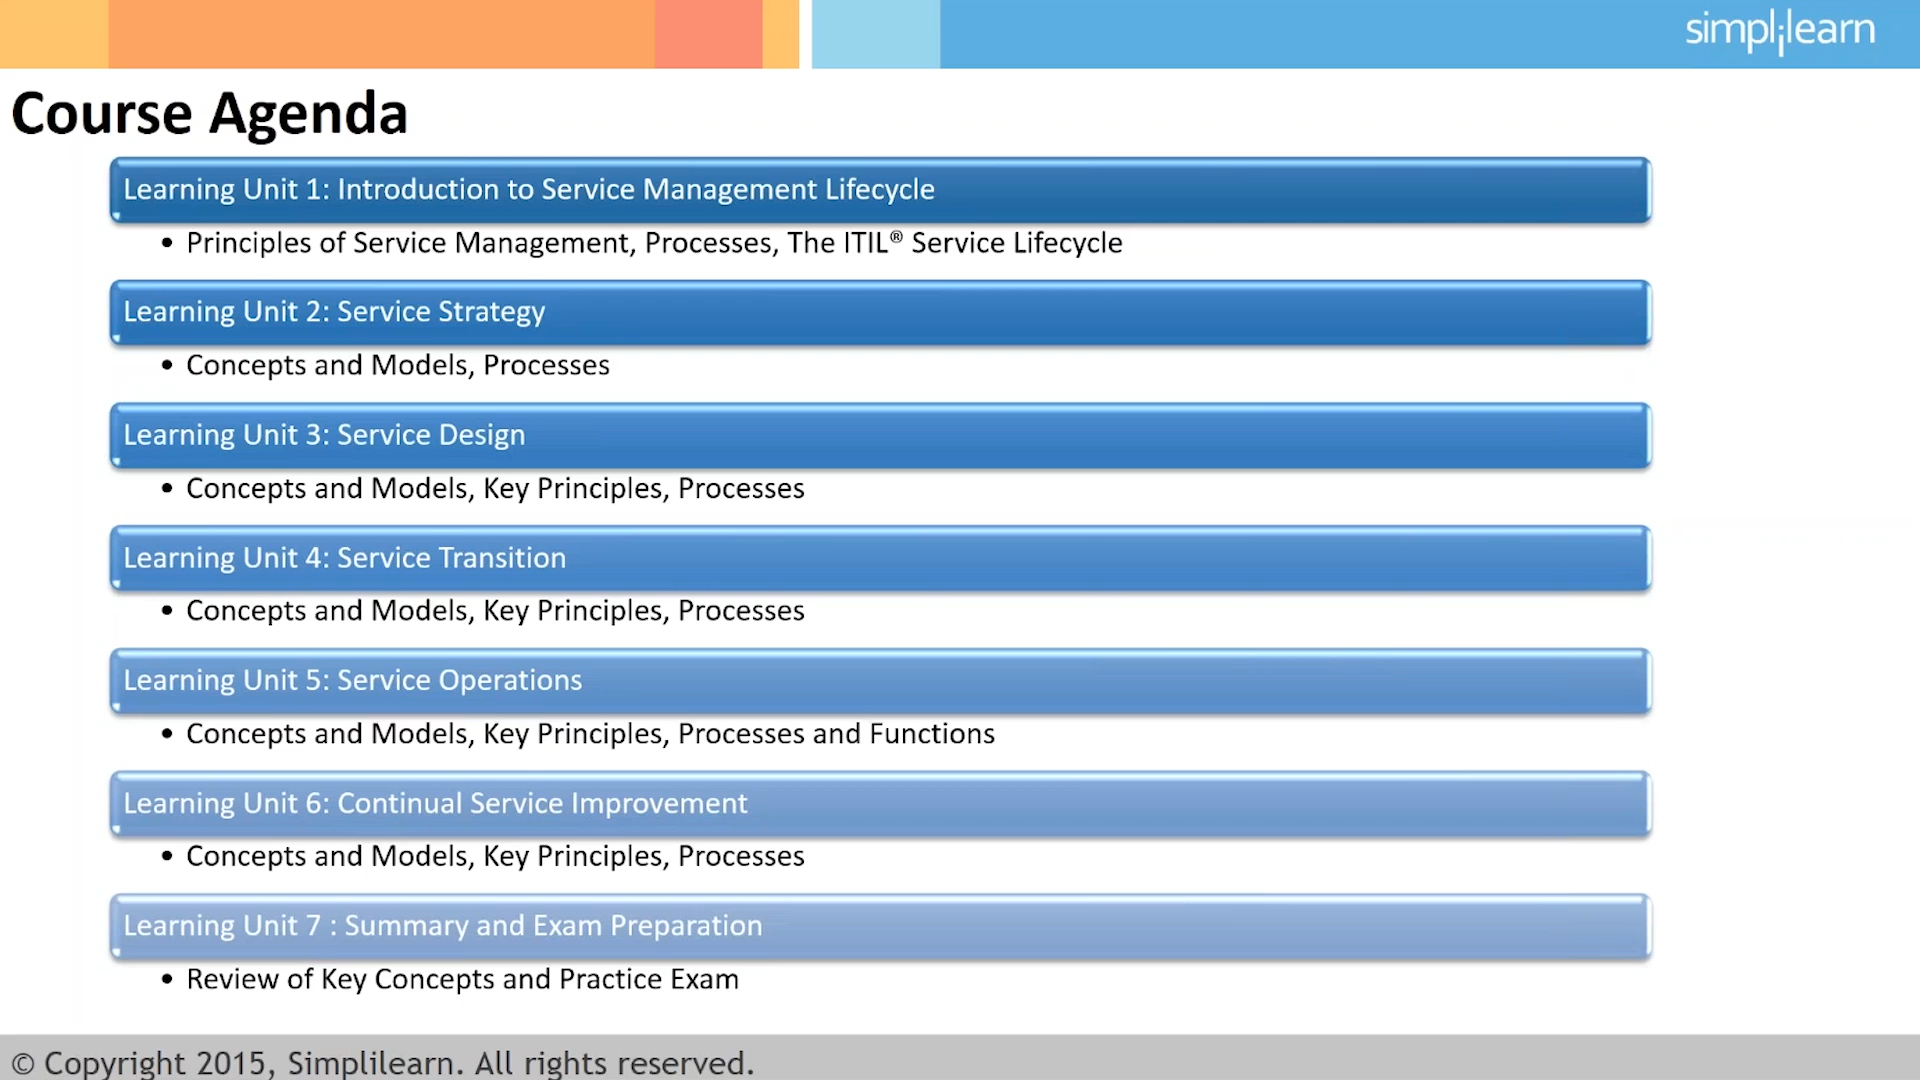 simplilearn
Course Agenda
Learning Unit 1: Introduction to Service Management Lifecycle
• Principles of Service Management, Processes, The ITIL® Service Lifecycle
Learning Unit 2: Service Strategy
• Concepts and Models, Processes
Learning Unit 3: Service Design
• Concepts and Models, Key Principles, Processes
Learning Unit 4: Service Transition
• Concepts and Models, Key Principles, Processes
Learning Unit 5: Service Operations
• Concepts and Models, Key Principles, Processes and Functions
Learning Unit 6: Continual Service Improvement
• Concepts and Models, Key Principles, Processes
Learning Unit 7 : Summary and Exam Preparation
• Review of Key Concepts and Practice Exam
© Copyright 2015, Simplilearn. All rights reserved.